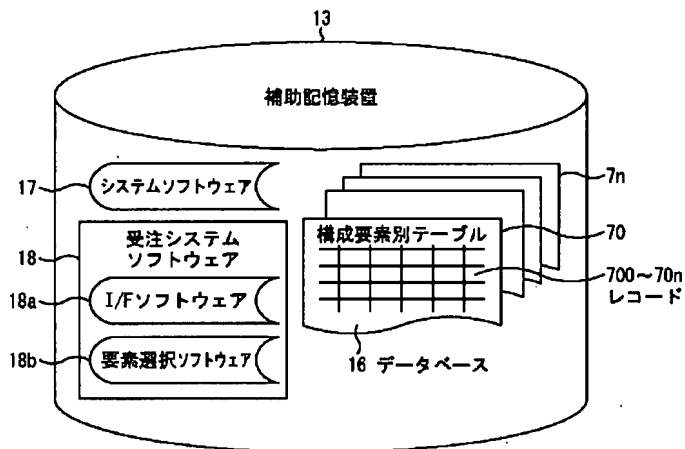 13
補助記憶装置
17
システムソフトウェア
7n
18
受注システム
ソフトウェア
構成要素別テーブル
70
18a
I/Fソフトウェア
700～70n
レコード
18b
要素選択ソフトウェア
16 データベース